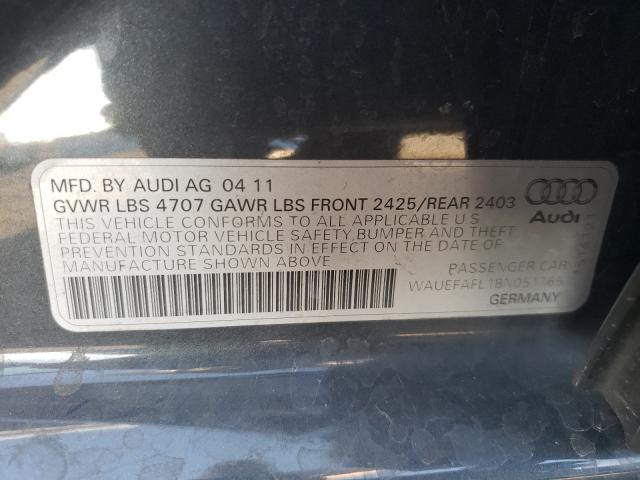 MFD. BY AUDI AG 04 11
GVWR LBS 4707 GAWR LBS FRONT 2425/REAR 2403
THIS VEHICLE CONFORMS TO ALL APPLICABLE U S
FEDERAL MOTOR VEHICLE SAFETY, BUMPER AND THEFT
PREVENTION STANDARDS IN EFFECT ON THE DATE OF
MANUFACTURE SHOWN ABOVE
Audi
PASSENGER CAR
GERMANY